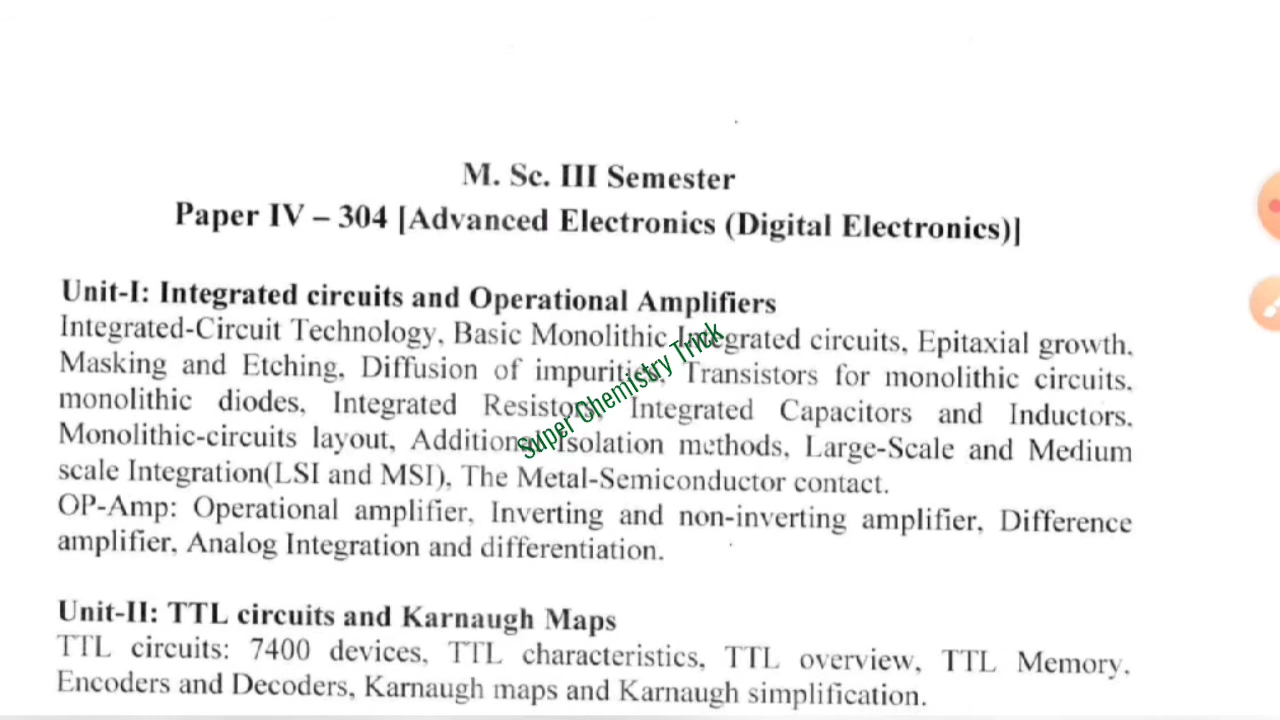 M. Sc. III Semester
Paper IV – 304 [Advanced Electronics (Digital Electronics)]
Unit-I: Integrated circuits and Operational Amplifiers
Integrated-Circuit Technology, Basic Monolithic Integrated circuits, Epitaxial growth,
Masking and Etching, Diffusion of impurities, Transistors for monolithic circuits,
monolithic diodes, Integrated Resistors, Integrated Capacitors and Inductors,
Monolithic-circuits layout, Additional Isolation methods, Large-Scale and Medium
scale Integration(LSI and MSI), The Metal-Semiconductor contact.
OP-Amp: Operational amplifier, Inverting and non-inverting amplifier, Difference
amplifier, Analog Integration and differentiation.
Unit-II: TTL circuits and Karnaugh Maps
TTL circuits: 7400 devices, TTL characteristics, TTL overview, TTL Memory,
Encoders and Decoders, Karnaugh maps and Karnaugh simplification.
Super Chemistry Trick